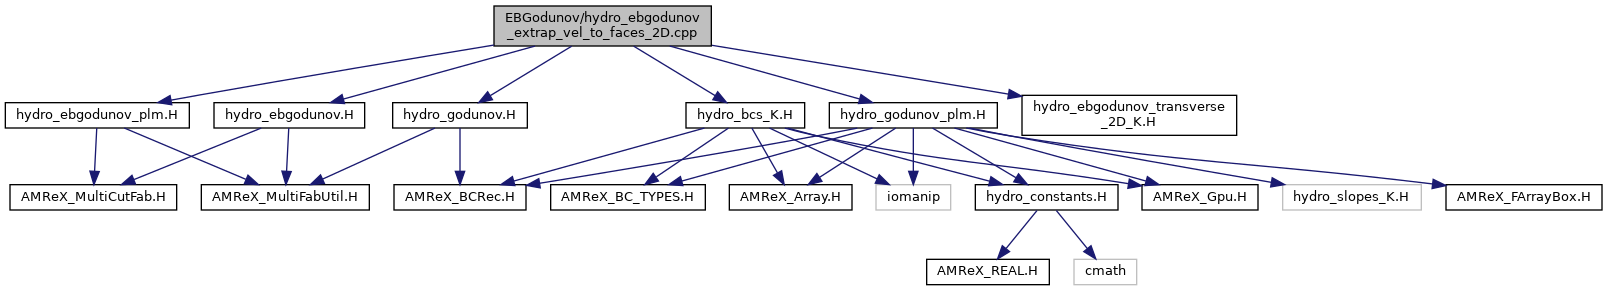 EBGodunov/hydro_ebgodunov
_extrap_vel_to_faces_2D.cpp
hydro_ebgodunov_plm.H
hydro_ebgodunov.H
hydro_godunov.H
hydro_bcs_K.H
hydro_godunov_plm.H
hydro_ebgodunov_transverse
_2D_K.H
AMReX_MultiCutFab.H
AMReX_MultiFabUtil.H
AMReX_BCRec.H
AMReX_BC_TYPES.H
AMReX_Array.H
iomanip
hydro_constants.H
AMReX_Gpu.H
hydro_slopes_K.H
AMReX_FArrayBox.H
AMReX_REAL.H
cmath